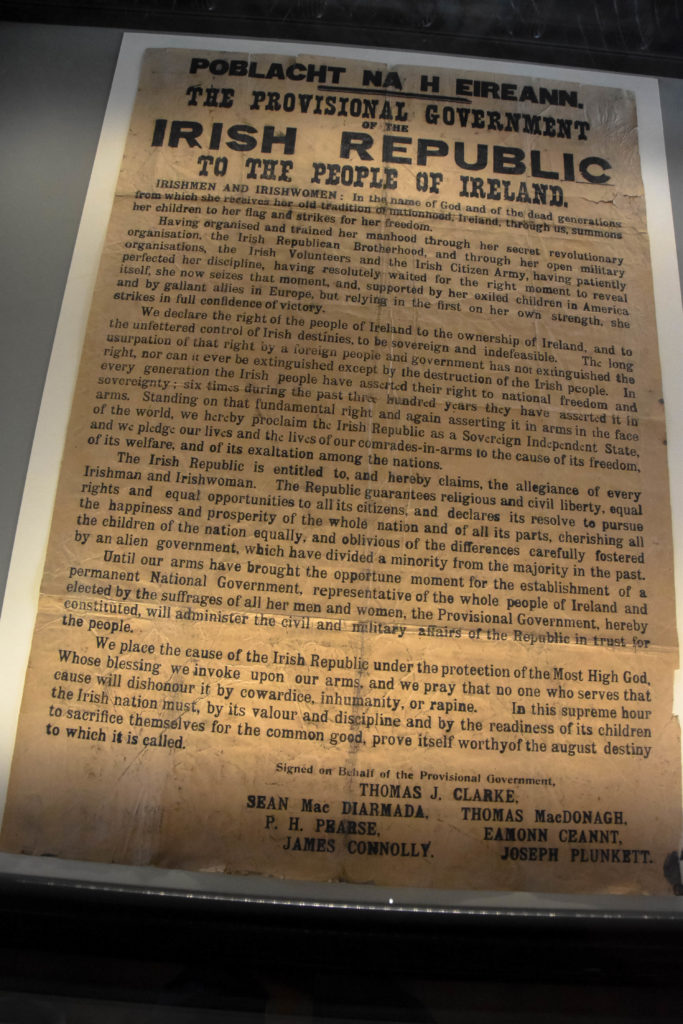 POBLACHT NA H EIREANN.
THE PROVISIONAL GOVERNMENT
OF THE
IRISH REPUBLIC
TO THE PEOPLE OF IRELAND.
IRISHMEN AND IRISHWOMEN : In the name of God and of the dead generations
from which she receives her old tradition of nationhood, Ireland, through us, summons
her children to her flag and strikes for her freedom.
Having organised and trained her manhood through her secret revolutionary
organisation, the Irish Republican Brotherhood, and through her open military
organisations, the Irish Volunteers and the Irish Citizen Army, having patiently
perfected her discipline, having resolutely waited for the right moment to reveal
itself, she now seizes that moment, and, supported by her exiled children in America
and by gallant allies in Europe, but relying in the first on her own strength, she
strikes in full confidence of victory.
We declare the right of the people of Ireland to the ownership of Ireland, and to
the unfettered control of Irish destinies, to be sovereign and indefeasible. The long
usurpation of that right by a foreign people and government has not extinguished the
right, nor can it ever be extinguished except by the destruction of the Irish people. In
every generation the Irish people have asserted their right to national freedom and
sovereignty ; six times during the past three hundred years they have asserted it in
arms. Standing on that fundamental right and again asserting it in arms in the face
of the world, we hereby proclaim the Irish Republic as a Sovereign Independent State,
and we pledge our lives and the lives of our comrades-in-arms to the cause of its freedom,
of its welfare, and of its exaltation among the nations.
The Irish Republic is entitled to, and hereby claims, the allegiance of every
Irishman and Irishwoman. The Republic guarantees religious and civil liberty, equal
rights and equal opportunities to all its citizens, and declares its resolve to pursue
the happiness and prosperity of the whole nation and of all its parts, cherishing all
the children of the nation equally, and oblivious of the differences carefully fostered
by an alien government, which have divided a minority from the majority in the past.
Until our arms have brought the opportune moment for the establishment of a
permanent National Government, representative of the whole people of Ireland and
elected by the suffrages of all her men and women, the Provisional Government, hereby
constituted, will administer the civil and military affairs of the Republic in trust for
the people.
We place the cause of the Irish Republic under the protection of the Most High God,
Whose blessing we invoke upon our arms, and we pray that no one who serves that
cause will dishonour it by cowardice, inhumanity, or rapine. In this supreme hour
the Irish nation must, by its valour and discipline and by the readiness of its children
to sacrifice themselves for the common good, prove itself worthy of the august destiny
to which it is called.
Signed on Behalf of the Provisional Government,
THOMAS J. CLARKE,
SEAN Mac DIARMADA, THOMAS MacDONAGH,
P. H. PEARSE, EAMONN CEANNT,
JAMES CONNOLLY. JOSEPH PLUNKETT.